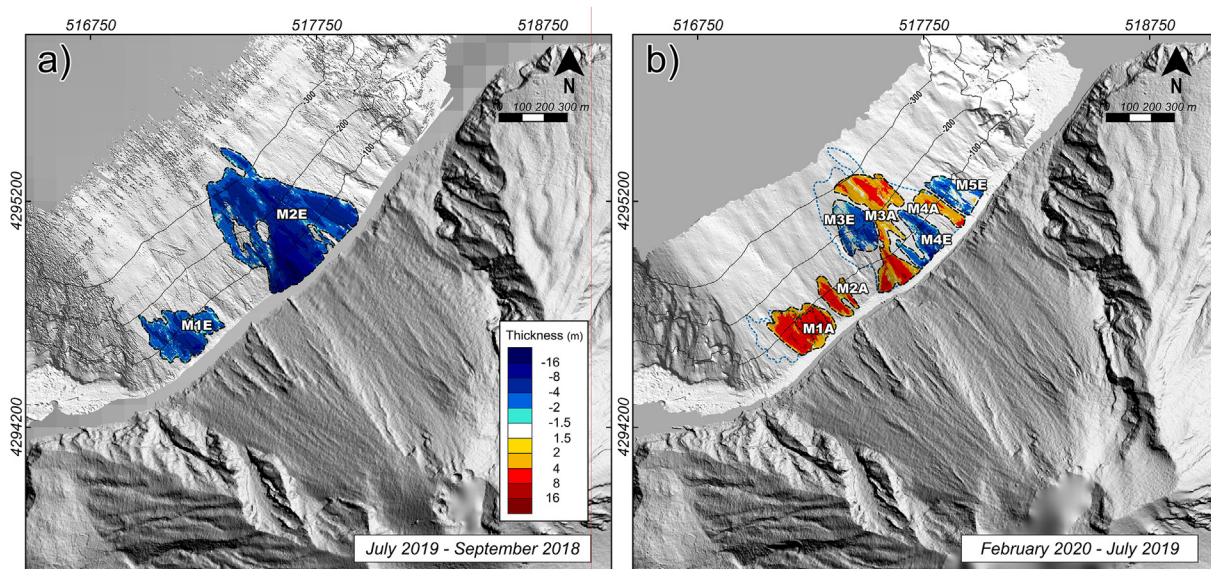 516750 517750 518750
a)
N
0 100 200 300 m
-300
-200
-100
4295200
M2E
M1E
4294200
Thickness (m)
-16
-8
-4
-2
-1.5
1.5
2
4
8
16
July 2019 - September 2018
516750 517750 518750
b)
N
0 100 200 300 m
-300
-200
-100
4295200
M5E
M4A
M3E
M3A
M4E
M2A
M1A
4294200
February 2020 - July 2019